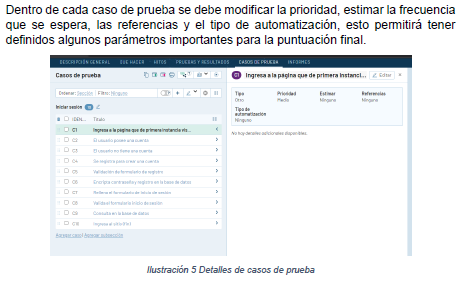 Dentro de cada caso de prueba se debe modificar la prioridad, estimar la frecuencia
que se espera, las referencias y el tipo de automatización, esto permitirá tener
definidos algunos parámetros importantes para la puntuación final.
DESCRIPCIÓN GENERAL QUE HACER HITOS PRUEBAS Y RESULTADOS CASOS DE PRUEBA INFORMES
Casos de prueba
C1 Ingresa a la página que de primera instanci... Editar
Ordenar: Sección Filtro: Ninguno
Tipo Prioridad Estimar Referencias
Otro Medio Ninguno Ninguno
Tipo de
automatización
Ninguno
Iniciar sesión 10
IDEN... Título
C1 Ingresa a la página que de primera instancia vis...
No hay detalles adicionales disponibles.
C2 El usuario posee una cuenta
C3 El usuario no tiene una cuenta
C4 Se registra para crear una cuenta
C5 Validación de formulario de registro
C6 Encripta contraseña y registro en la base de datos
C7 Rellena el formulario de inicio de sesión
C8 Valida el formulario inicio de sesión
C9 Consulta en la base de datos
C10 Ingresa al sitio
Agregar caso | Agregar subsección
Ilustración 5 Detalles de casos de prueba